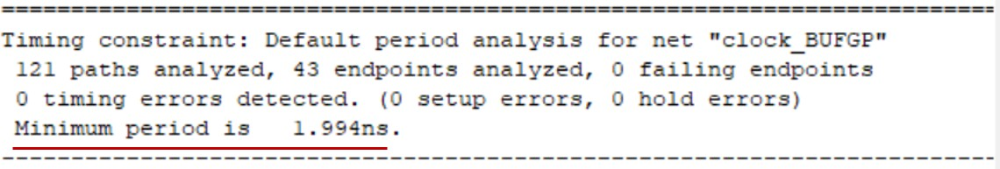 Timing constraint: Default period analysis for net "clock_BUFGP"
121 paths analyzed, 43 endpoints analyzed, 0 failing endpoints
0 timing errors detected. (0 setup errors, 0 hold errors)
Minimum period is   1.994ns.